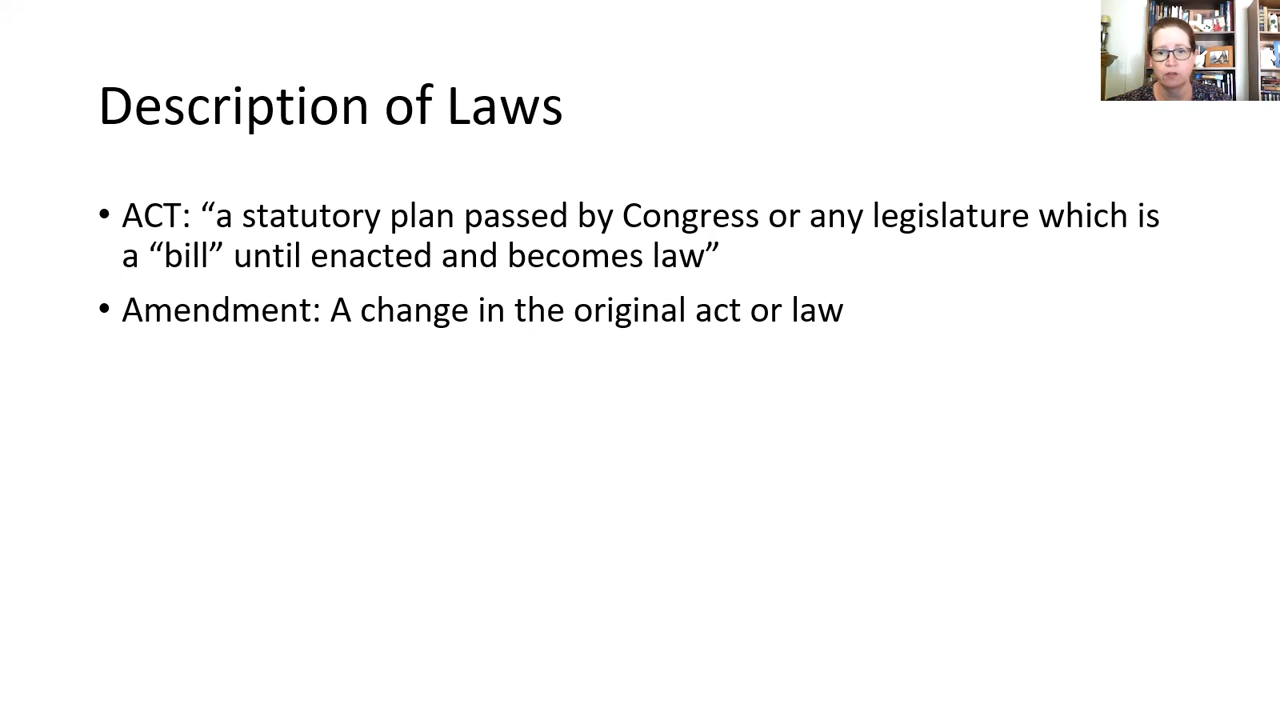 Description of Laws
• ACT: “a statutory plan passed by Congress or any legislature which is
a “bill” until enacted and becomes law”
• Amendment: A change in the original act or law